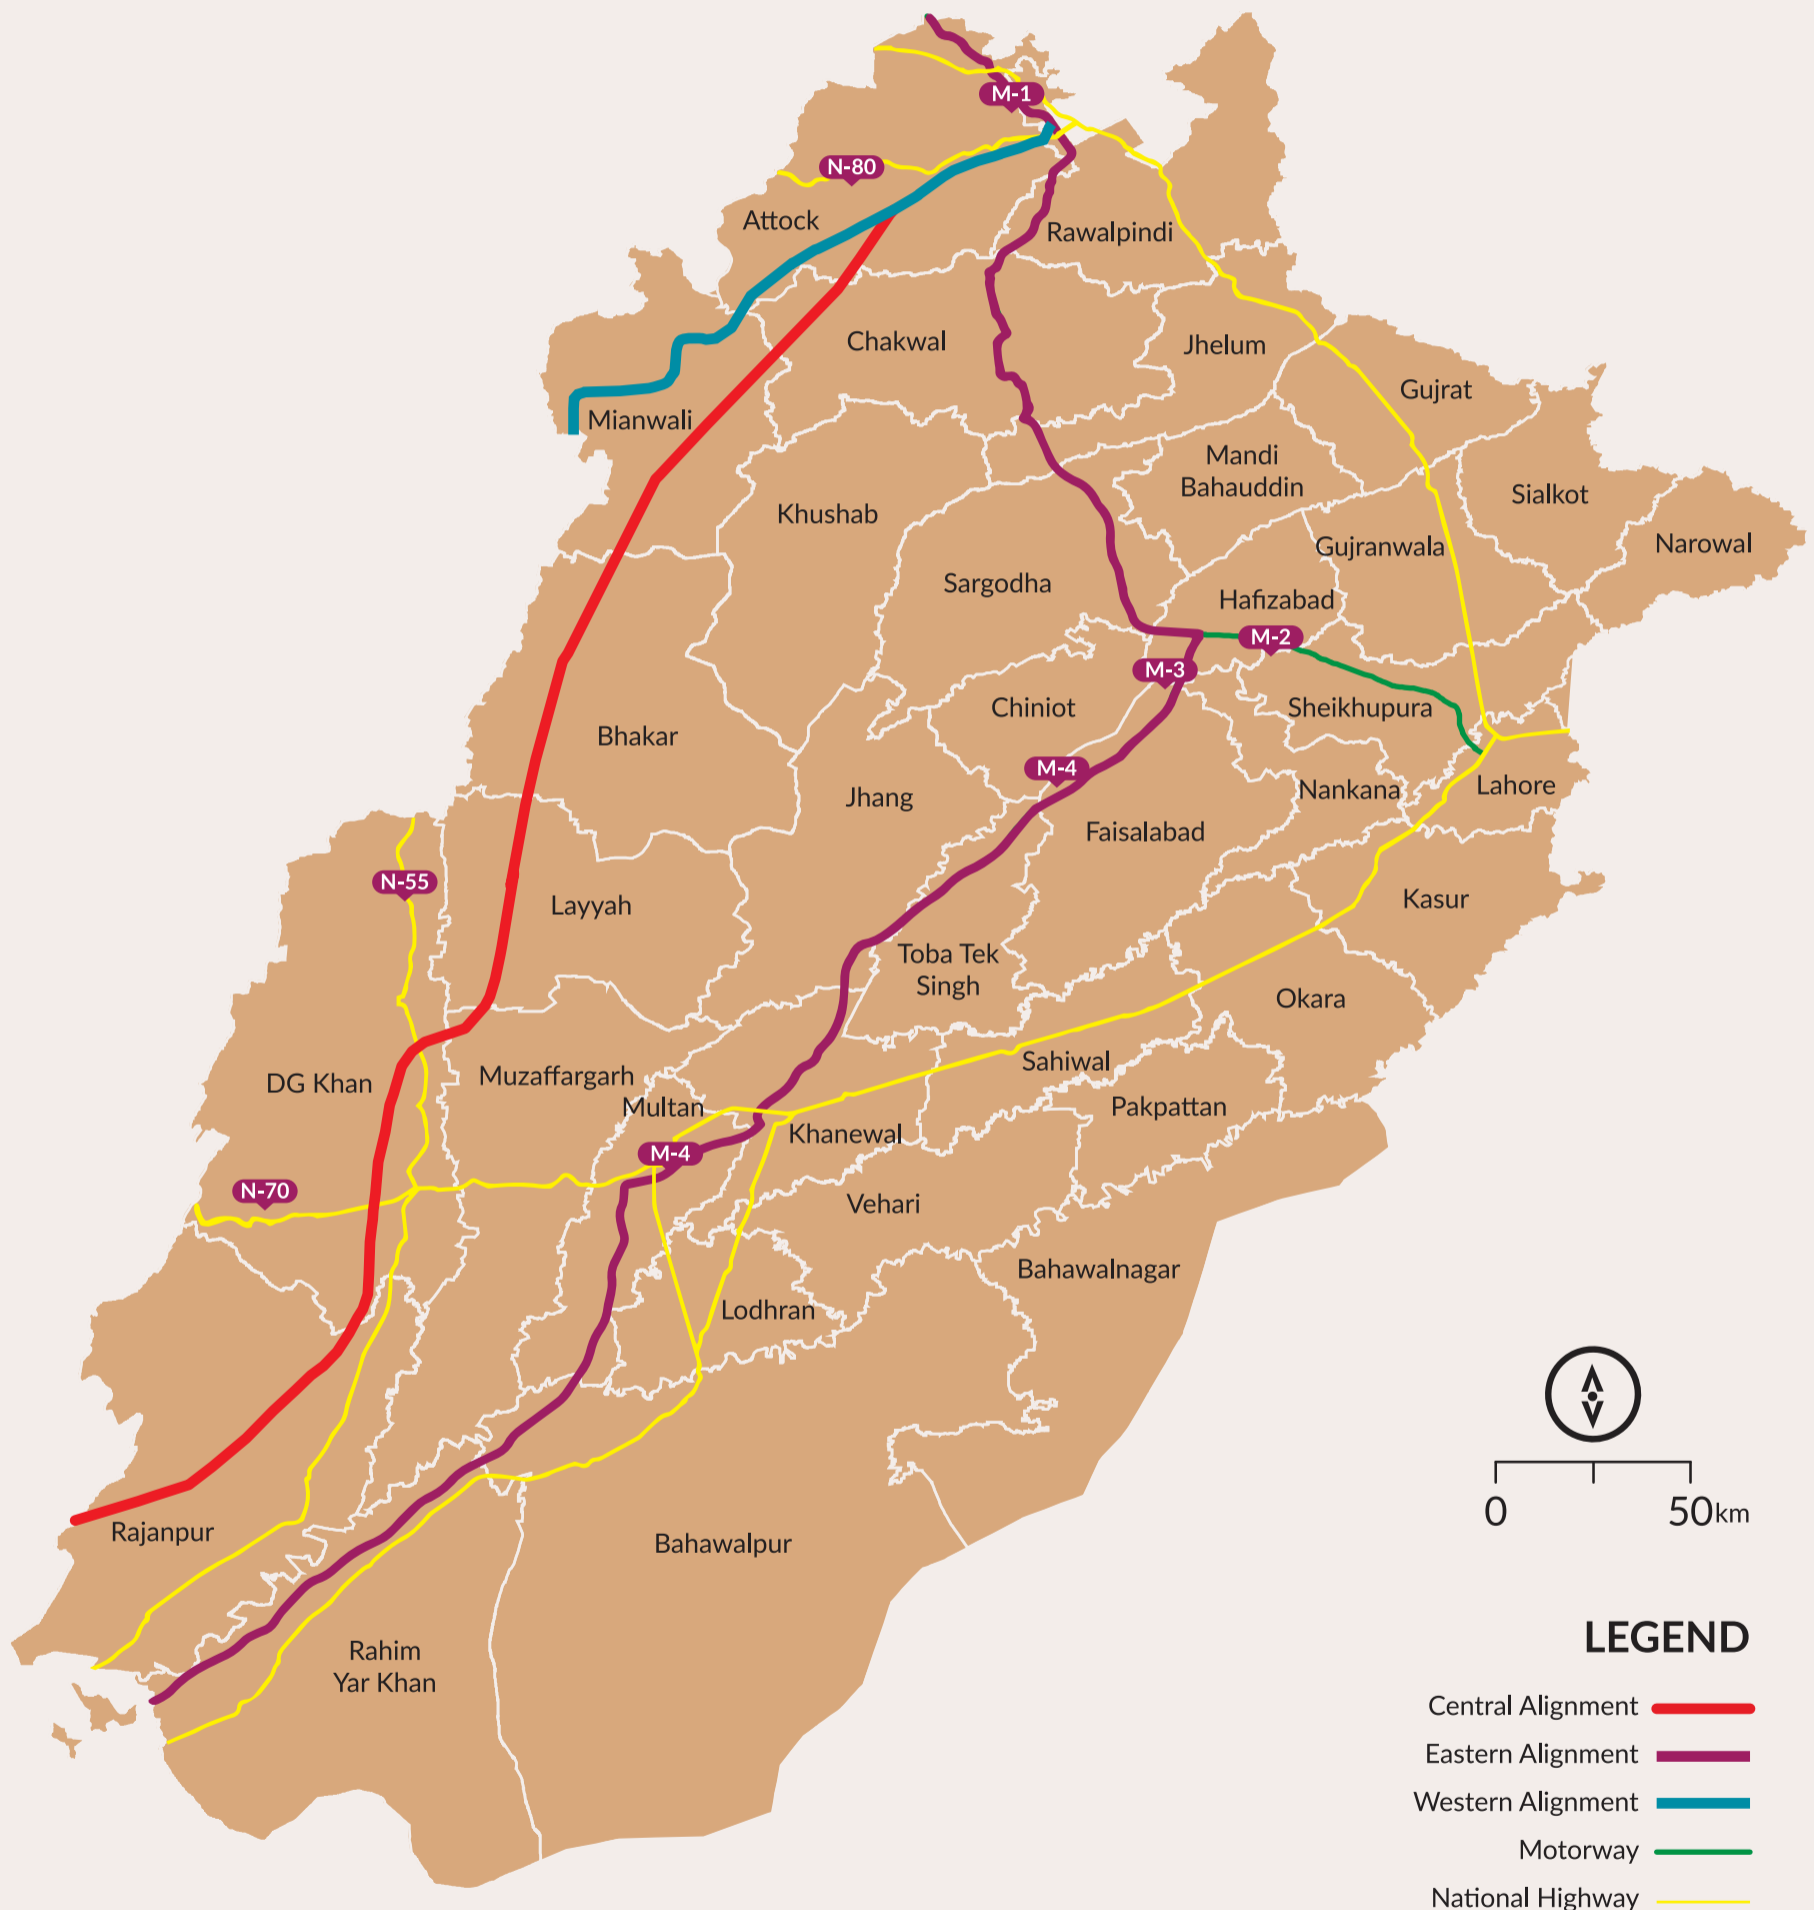 M-1
N-80
Attock
Rawalpindi
Chakwal
Jhelum
Gujrat
Mianwali
Mandi
Bahauddin
Sialkot
Khushab
Narowal
Gujranwala
Sargodha
Hafizabad
M-2
M-3
Chiniot
Sheikhupura
Bhakar
M-4
Jhang
Nankana
Lahore
Faisalabad
N-55
Layyah
Kasur
Toba Tek
Singh
Okara
Sahiwal
DG Khan
Muzaffargarh
Multan
Pakpattan
Khanewal
M-4
N-70
Vehari
Bahawalnagar
Lodhran
Rajanpur
Bahawalpur
Rahim
Yar Khan
0 50km
LEGEND
Central Alignment
Eastern Alignment
Western Alignment
Motorway
National Highway